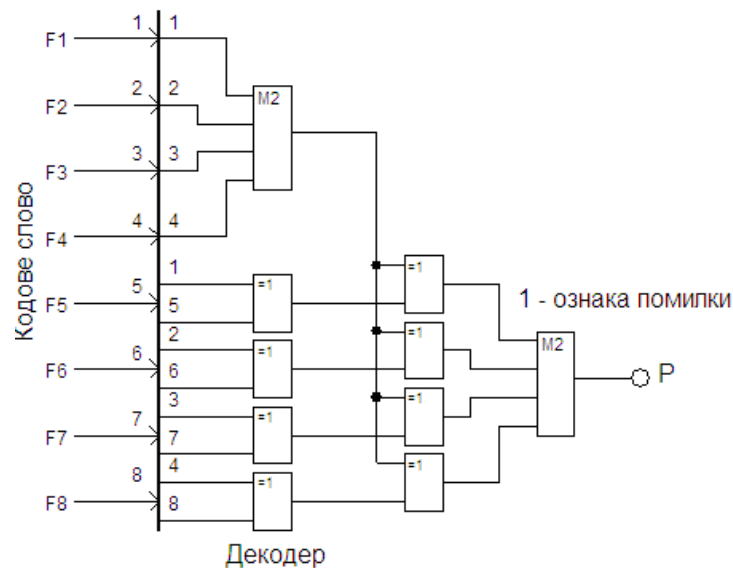 Кодове слово
F1 1 1
F2 2 2
F3 3 3
F4 4 4
M2
1
F5 5 5
=1
=1
2
F6 6 6
=1
=1
3
F7 7 7
=1
=1
4
F8 8 8
=1
=1
1 - ознака помилки
M2
P
Декодер